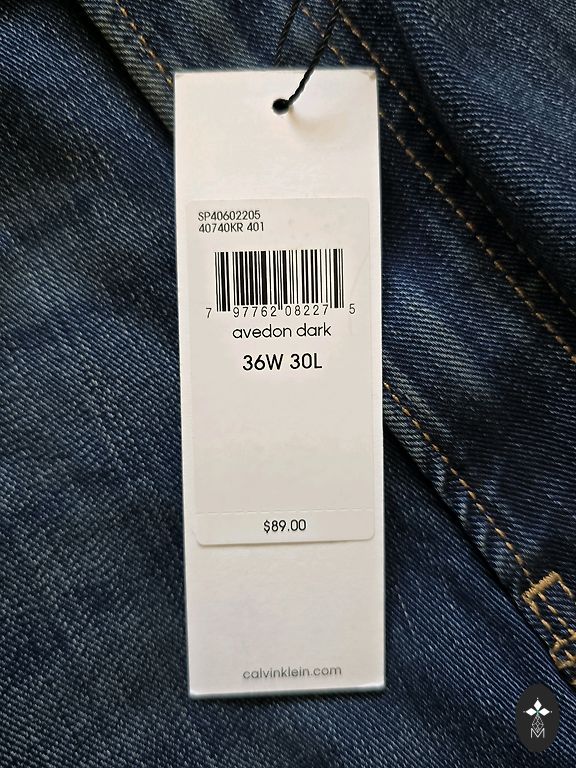 SP40602205
40740KR 401
7 97762 08227 5
avedon dark
36W 30L
$89.00
calvinklein.com
M